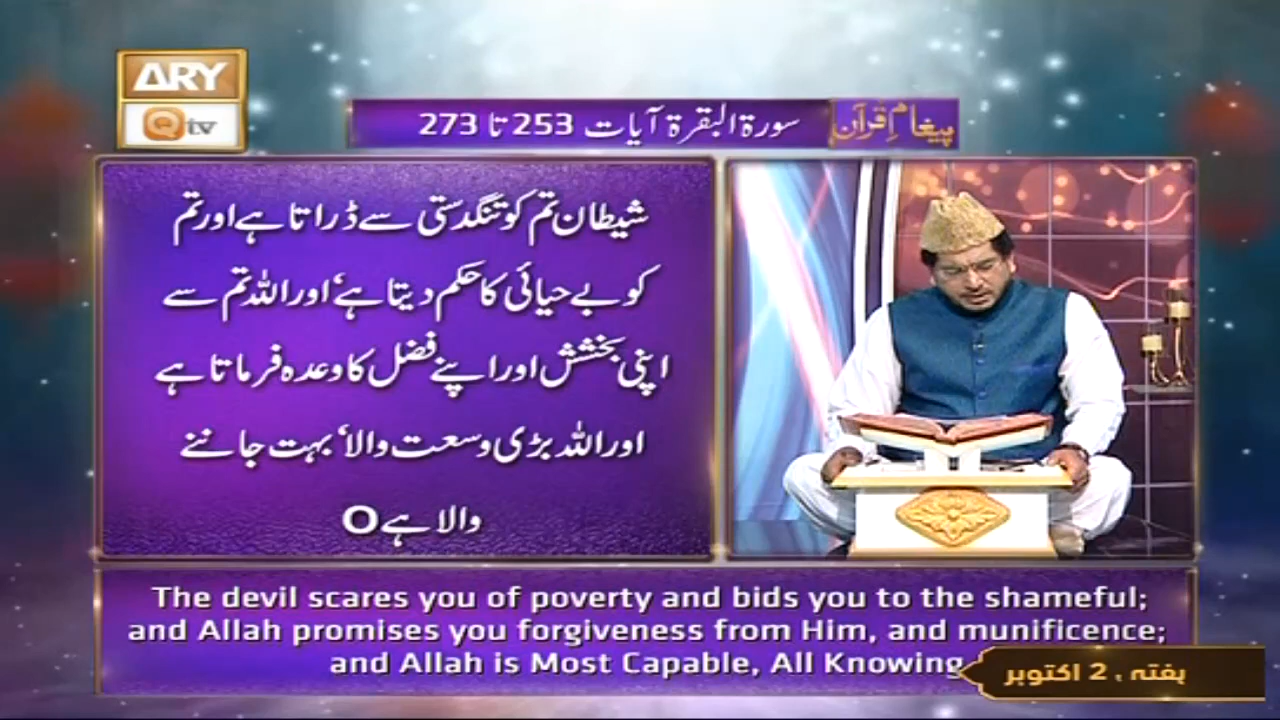 ARY
Qtv
پیغامِ قرآن
سورۃ البقرۃ آیات 253 تا 273
شیطان تم کو تنگدستی سے ڈراتا ہے اور تم
کو بے حیائی کا حکم دیتا ہے‘ اور اللہ تم سے
اپنی بخشش اور اپنے فضل کا وعدہ فرماتا ہے
اور اللہ بڑی وسعت والا‘ بہت جاننے
والا ہے O
The devil scares you of poverty and bids you to the shameful;
and Allah promises you forgiveness from Him, and munificence;
and Allah is Most Capable, All Knowing
ہفتہ ، 2 اکتوبر